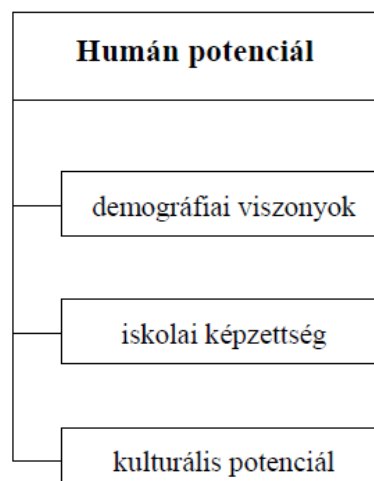 Humán potenciál
demográfiai viszonyok
iskolai képzettség
kulturális potenciál